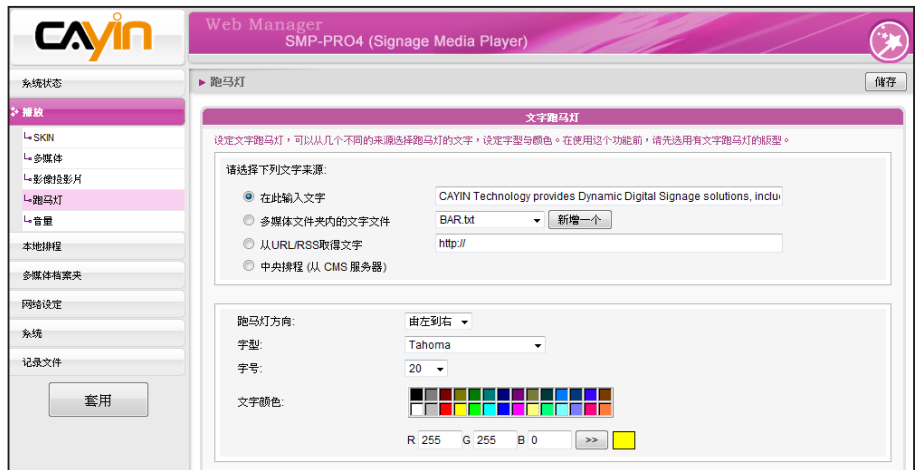 CAYIN
Web Manager
SMP-PRO4 (Signage Media Player)
系统状态
播放
SKIN
多媒体
影像投影片
跑马灯
音量
本地排程
多媒体档案夹
网络设定
系统
记录文件
套用
跑马灯
储存
文字跑马灯
设定文字跑马灯，可以从几个不同的来源选择跑马灯的文字，设定字型与颜色。在使用这个功能前，请先选用有文字跑马灯的版型。
请选择下列文字来源:
在此输入文字 CAYIN Technology provides Dynamic Digital Signage solutions, inclu
多媒体文件夹内的文字文件 BAR.txt 新增一个
从URL/RSS取得文字 http://
中央排程 (从 CMS 服务器)
跑马灯方向: 由左到右
字型: Tahoma
字号: 20
文字颜色:
R 255 G 255 B 0 >>